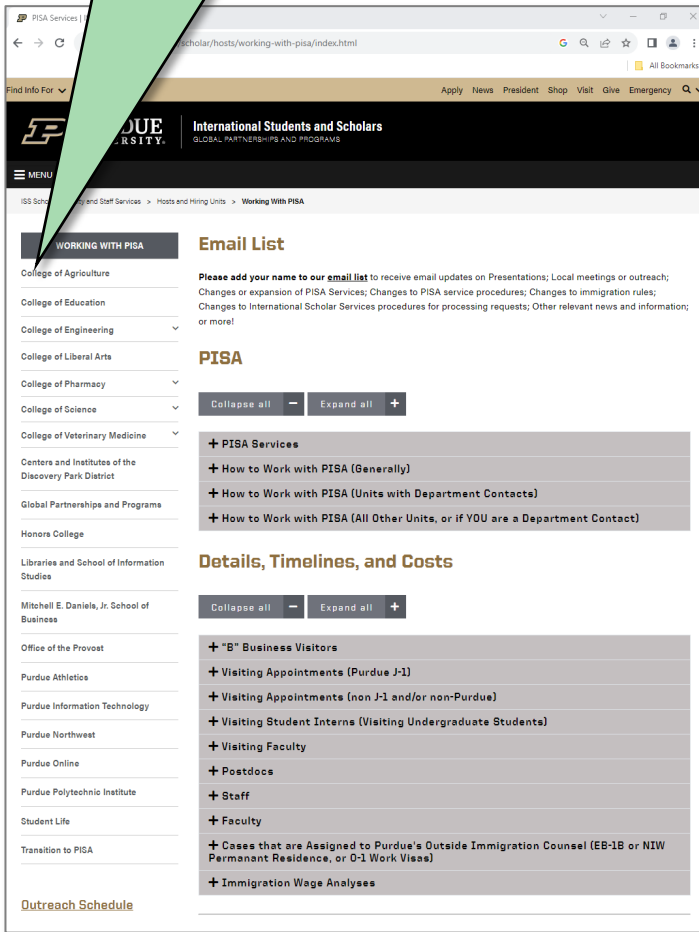 PISA Services |
scholar/hosts/working-with-pisa/index.html
All Bookmarks
Find Info For
Apply News President Shop Visit Give Emergency
International Students and Scholars
GLOBAL PARTNERSHIPS AND PROGRAMS
MENU
and Staff Services > Hosts and Hiring Units > Working With PISA
WORKING WITH PISA
College of Agriculture
College of Education
College of Engineering
College of Liberal Arts
College of Pharmacy
College of Science
College of Veterinary Medicine
Centers and Institutes of the
Discovery Park District
Global Partnerships and Programs
Honors College
Libraries and School of Information
Studies
Mitchell E. Daniels, Jr. School of
Business
Office of the Provost
Purdue Athletics
Purdue Information Technology
Purdue Northwest
Purdue Online
Purdue Polytechnic Institute
Student Life
Transition to PISA
Outreach Schedule
Email List
Please add your name to our email list to receive email updates on Presentations; Local meetings or outreach;
Changes or expansion of PISA Services; Changes to PISA service procedures; Changes to immigration rules;
Changes to International Scholar Services procedures for processing requests; Other relevant news and information;
or more!
PISA
Collapse all − Expand all +
+ PISA Services
+ How to Work with PISA (Generally)
+ How to Work with PISA (Units with Department Contacts)
+ How to Work with PISA (All Other Units, or if YOU are a Department Contact)
Details, Timelines, and Costs
Collapse all − Expand all +
+ "B" Business Visitors
+ Visiting Appointments (Purdue J-1)
+ Visiting Appointments (non J-1 and/or non-Purdue)
+ Visiting Student Interns (Visiting Undergraduate Students)
+ Visiting Faculty
+ Postdocs
+ Staff
+ Faculty
+ Cases that are Assigned to Purdue's Outside Immigration Counsel (EB-1B or NIW
Permanant Residence, or O-1 Work Visas)
+ Immigration Wage Analyses